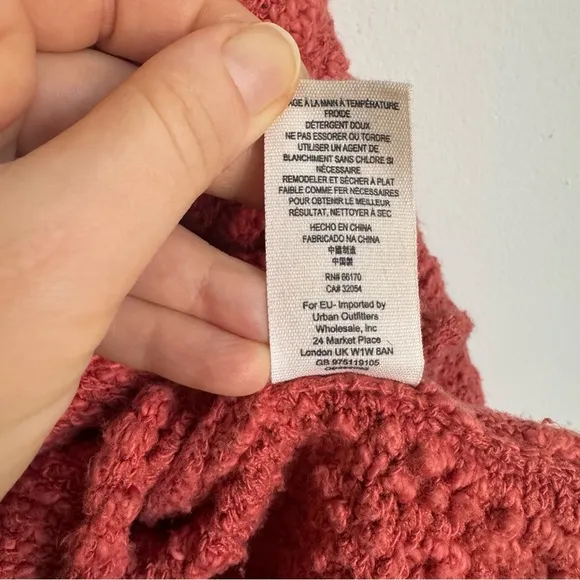 AGE À LA MAIN À TEMPÉRATURE
FROIDE
DÉTERGENT DOUX
NE PAS ESSORER OU TORDRE
UTILISER UN AGENT DE
BLANCHIMENT SANS CHLORE SI
NÉCESSAIRE
REMODELER ET SÈCHER À PLAT
FAIBLE COMME FER NÉCESSAIRES
POUR OBTENIR LE MEILLEUR
RÉSULTAT, NETTOYER À SEC
HECHO EN CHINA
FABRICADO NA CHINA
中國制造
中国製
RN# 66170
CA# 32054
For EU- Imported by
Urban Outfitters
Wholesale, Inc
24 Market Place
London UK W1W 8AN
GB 975119105